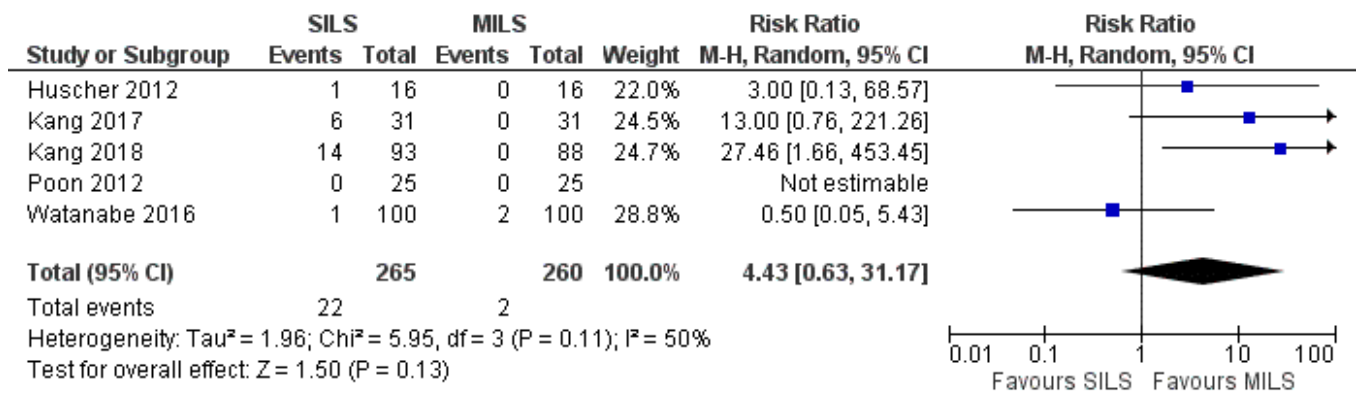 SILS MILS Risk Ratio Risk Ratio
Study or Subgroup Events Total Events Total Weight M-H, Random, 95% CI M-H, Random, 95% CI
Huscher 2012 1 16 0 16 22.0% 3.00 [0.13, 68.57]
Kang 2017 6 31 0 31 24.5% 13.00 [0.76, 221.26]
Kang 2018 14 93 0 88 24.7% 27.46 [1.66, 453.45]
Poon 2012 0 25 0 25 Not estimable
Watanabe 2016 1 100 2 100 28.8% 0.50 [0.05, 5.43]
Total (95% CI) 265 260 100.0% 4.43 [0.63, 31.17]
Total events 22 2
Heterogeneity: Tau² = 1.96; Chi² = 5.95, df = 3 (P = 0.11); I² = 50%
Test for overall effect: Z = 1.50 (P = 0.13)
0.01 0.1 1 10 100
Favours SILS Favours MILS